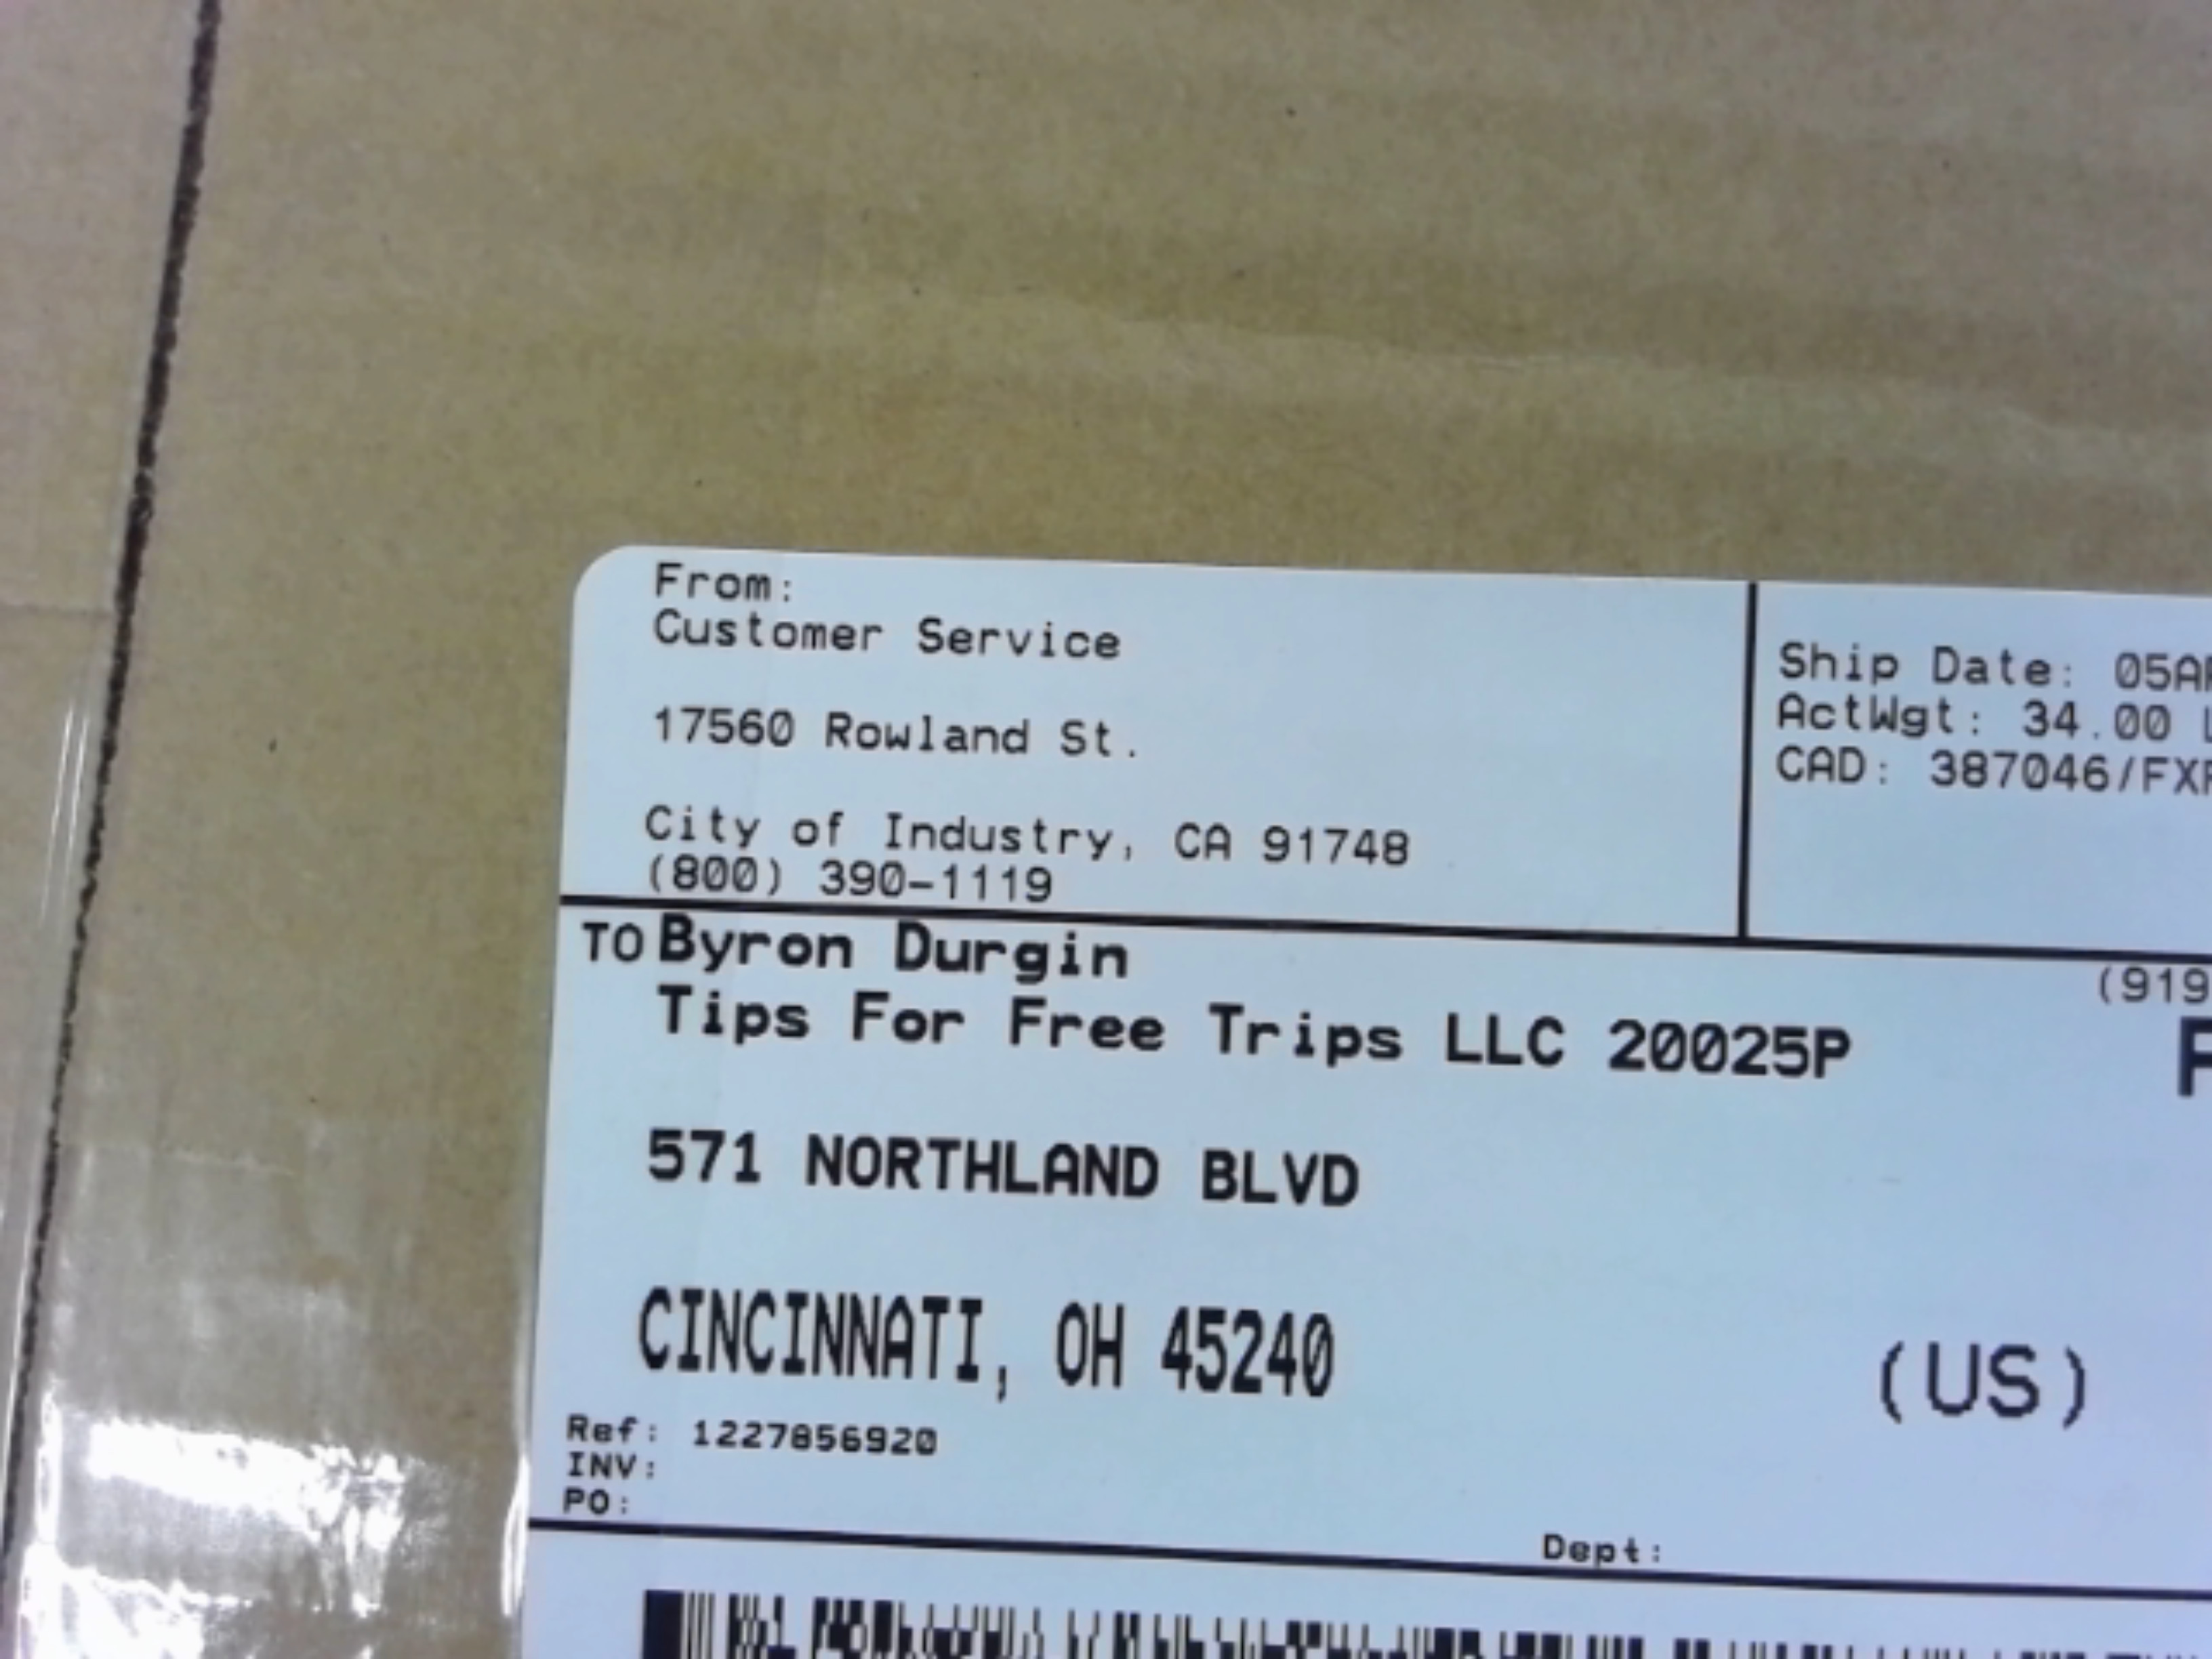 From:
Customer Service
17560 Rowland St.
City of Industry, CA 91748
(800) 390-1119
Ship Date: 05A
ActWgt: 34.00 L
CAD: 387046/FX
TO Byron Durgin
(919
Tips For Free Trips LLC 20025P
571 NORTHLAND BLVD
CINCINNATI, OH 45240
(US)
Ref: 1227856920
INV:
PO:
Dept: